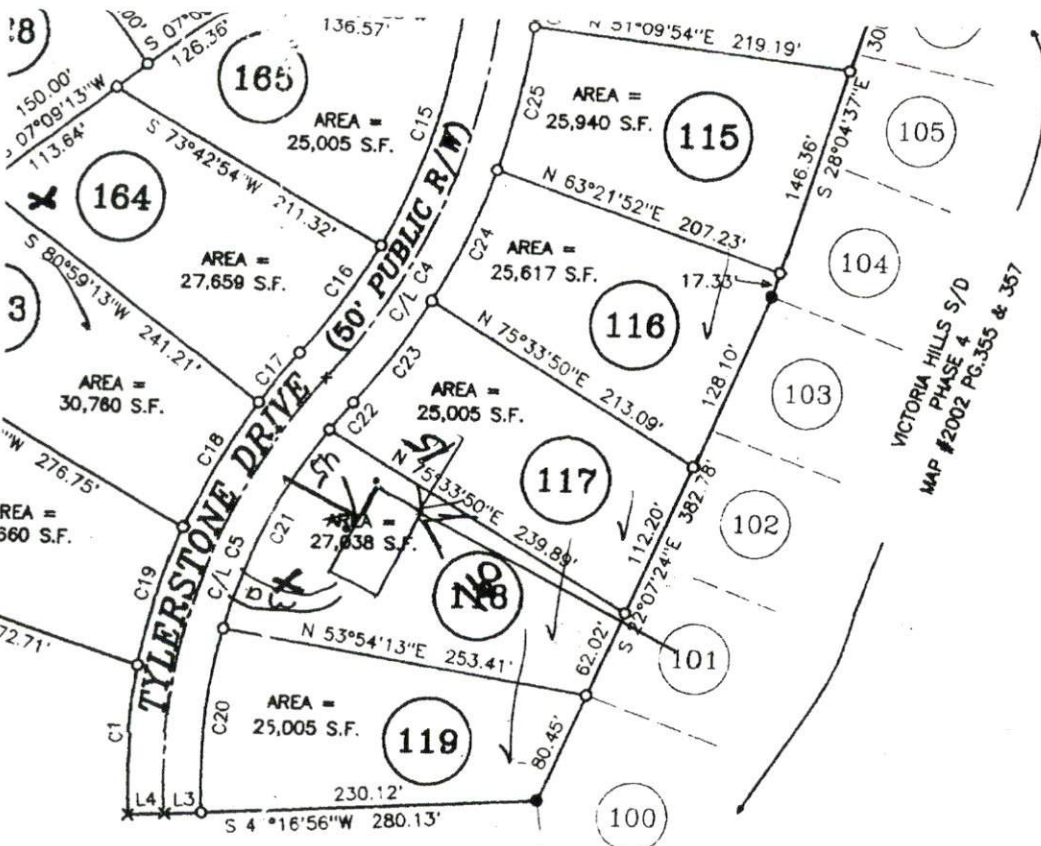 136.57'
126.36'
150.00'
07°09'13"W
113.64'
165
AREA =
25,005 S.F.
C15
S 73°42'54"W 211.32'
164
AREA =
27,659 S.F.
C16
S 80°59'13"W 241.21'
3
AREA =
30,760 S.F.
C17
C18
276.75'
C19
72.71'
C1
L4
L3
TYLERSTONE DRIVE (50' PUBLIC R/W)
C/L C4
C/L C5
N 51°09'54"E 219.19'
C25
AREA =
25,940 S.F.
115
146.36'
S 28°04'37"E
N 63°21'52"E 207.23'
17.33'
C24
AREA =
25,617 S.F.
116
128.10'
N 75°33'50"E 213.09'
C23
C22
AREA =
25,005 S.F.
117
112.20'
382.78'
S 22°07'24"E
N 75°33'50"E 239.89'
45
C21
AREA =
27,038 S.F.
118
62.02'
N 53°54'13"E 253.41'
C20
AREA =
25,005 S.F.
119
80.45'
230.12'
280.13'
105
104
103
102
101
100
VICTORIA HILLS S/D
PHASE 4
MAP #2002 PG.355 & 357